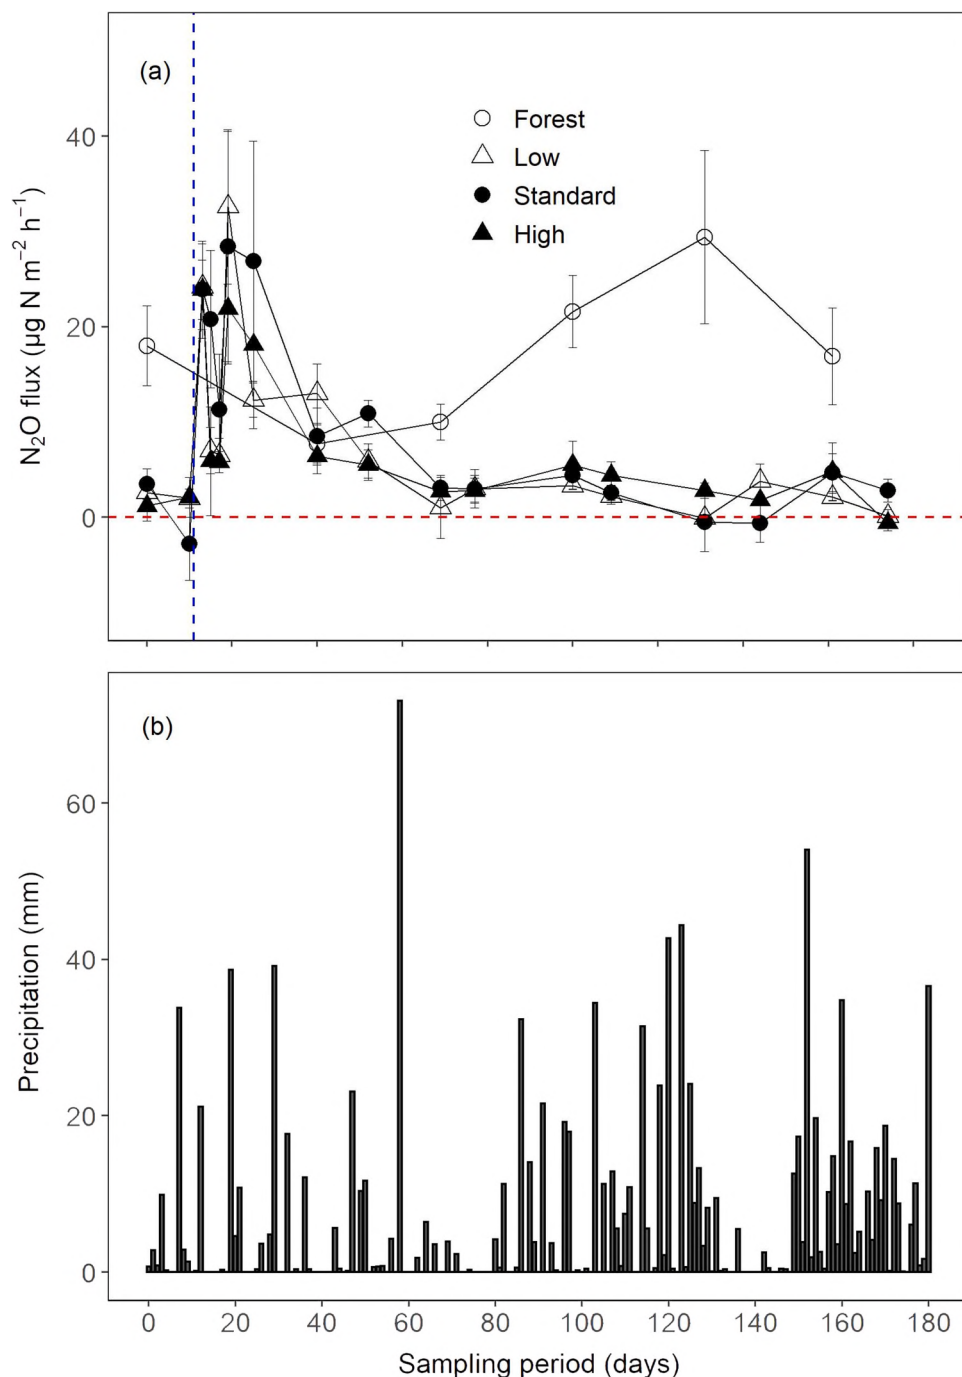 (a)
Forest
Low
Standard
High
40
20
0
N₂O flux (µg N m⁻² h⁻¹)
(b)
60
40
20
0
Precipitation (mm)
0 20 40 60 80 100 120 140 160 180
Sampling period (days)